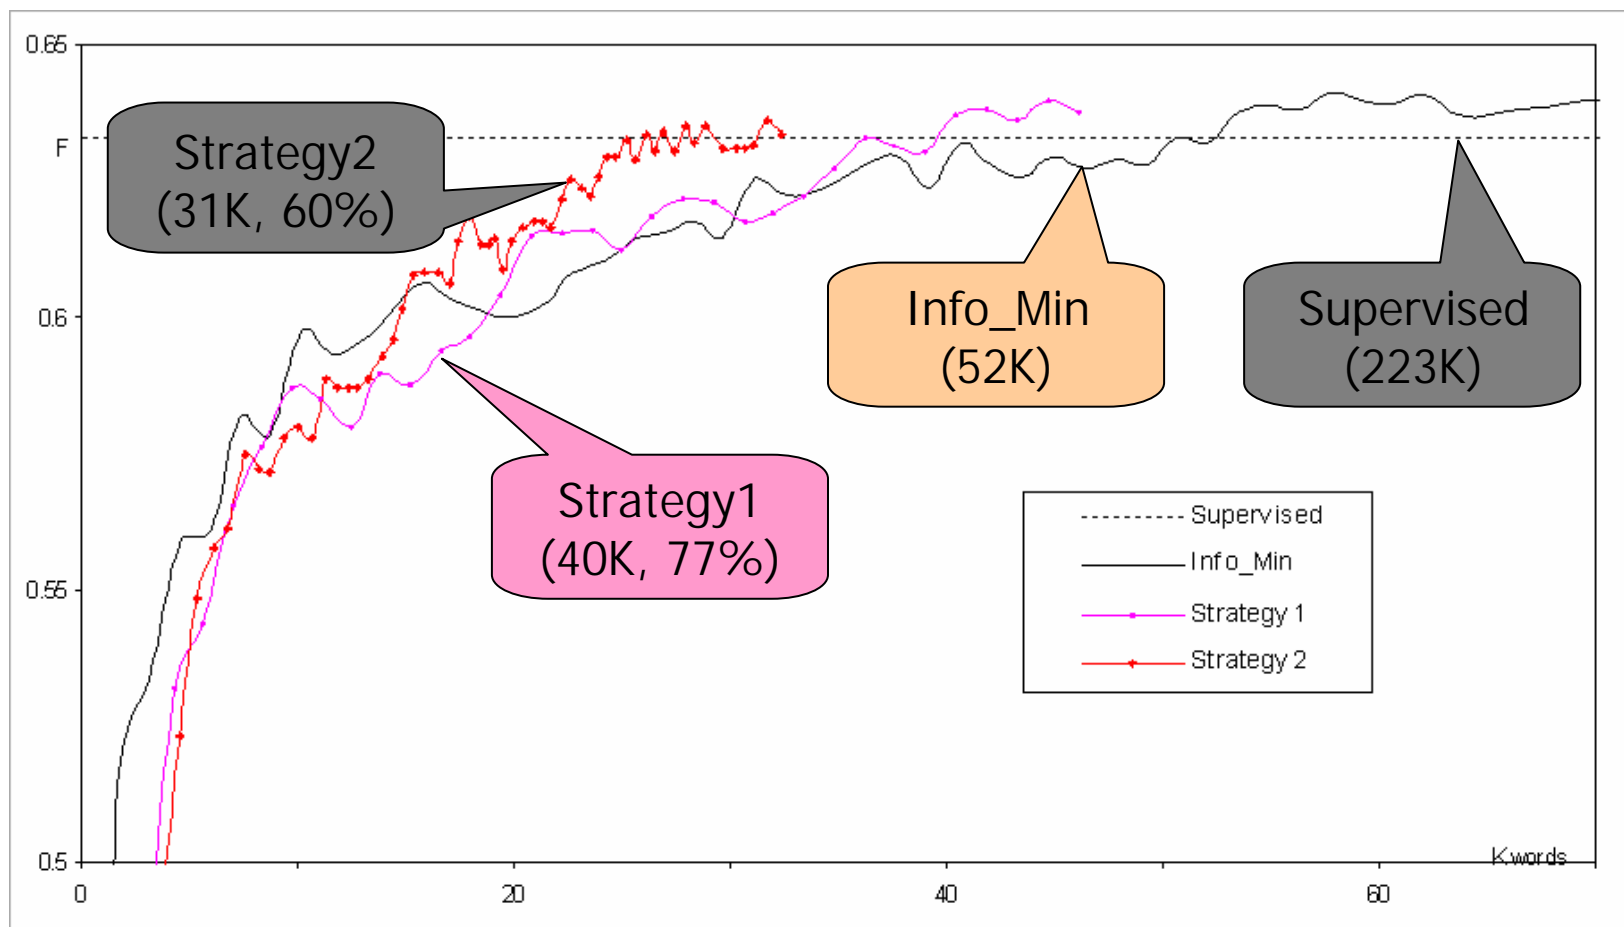 0.65
F
0.6
0.55
0.5
0
20
40
60
K words
Strategy2
(31K, 60%)
Info_Min
(52K)
Supervised
(223K)
Strategy1
(40K, 77%)
Supervised
Info_Min
Strategy 1
Strategy 2